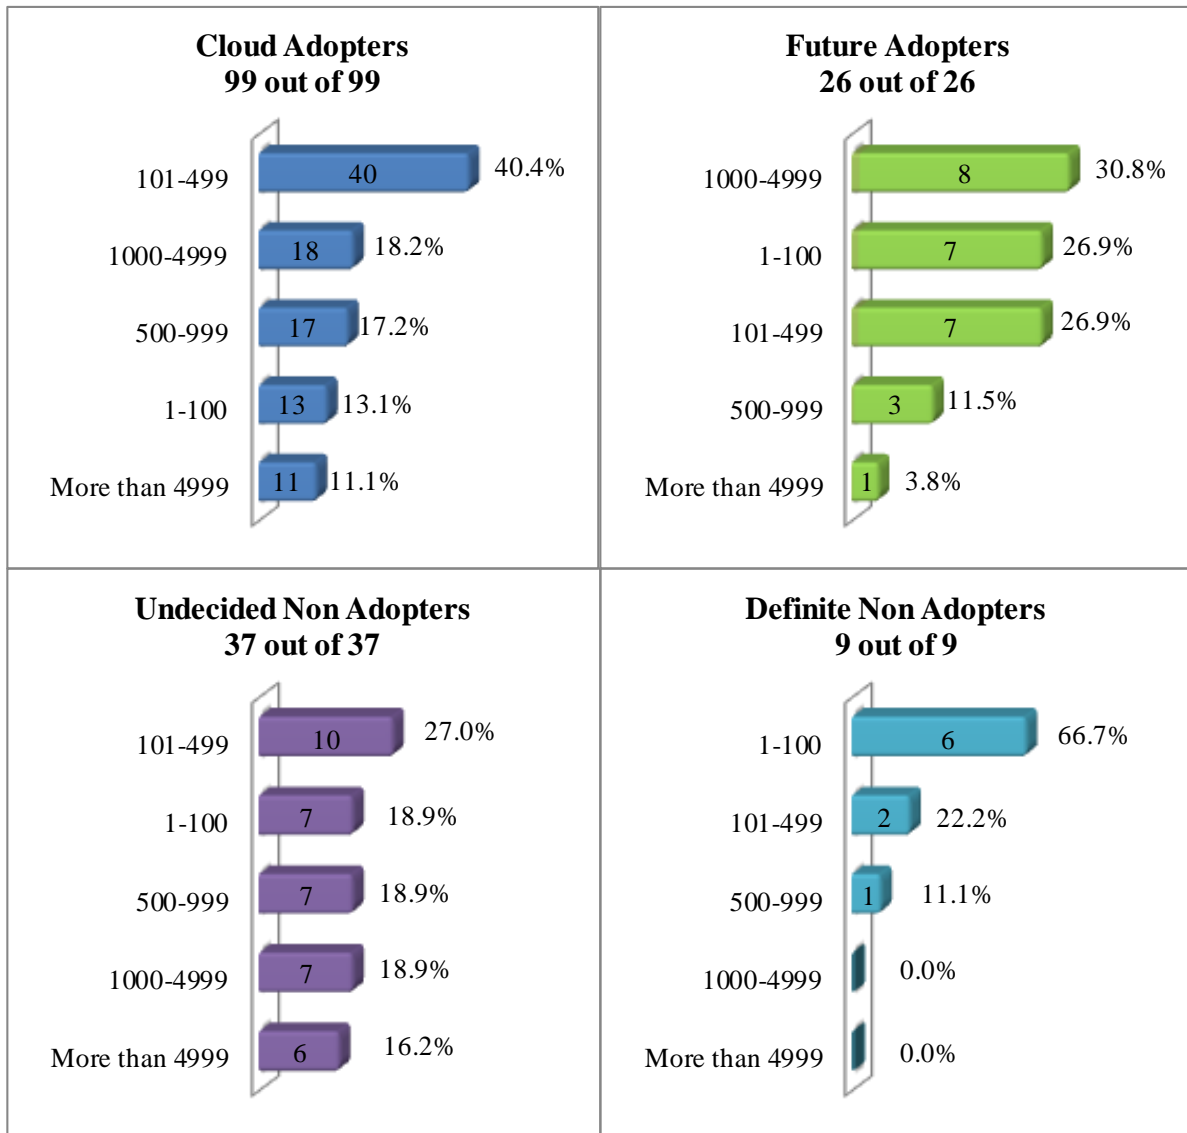 Cloud Adopters
99 out of 99
101-499 40 40.4%
1000-4999 18 18.2%
500-999 17 17.2%
1-100 13 13.1%
More than 4999 11 11.1%
Future Adopters
26 out of 26
1000-4999 8 30.8%
1-100 7 26.9%
101-499 7 26.9%
500-999 3 11.5%
More than 4999 1 3.8%
Undecided Non Adopters
37 out of 37
101-499 10 27.0%
1-100 7 18.9%
500-999 7 18.9%
1000-4999 7 18.9%
More than 4999 6 16.2%
Definite Non Adopters
9 out of 9
1-100 6 66.7%
101-499 2 22.2%
500-999 1 11.1%
1000-4999 0.0%
More than 4999 0.0%